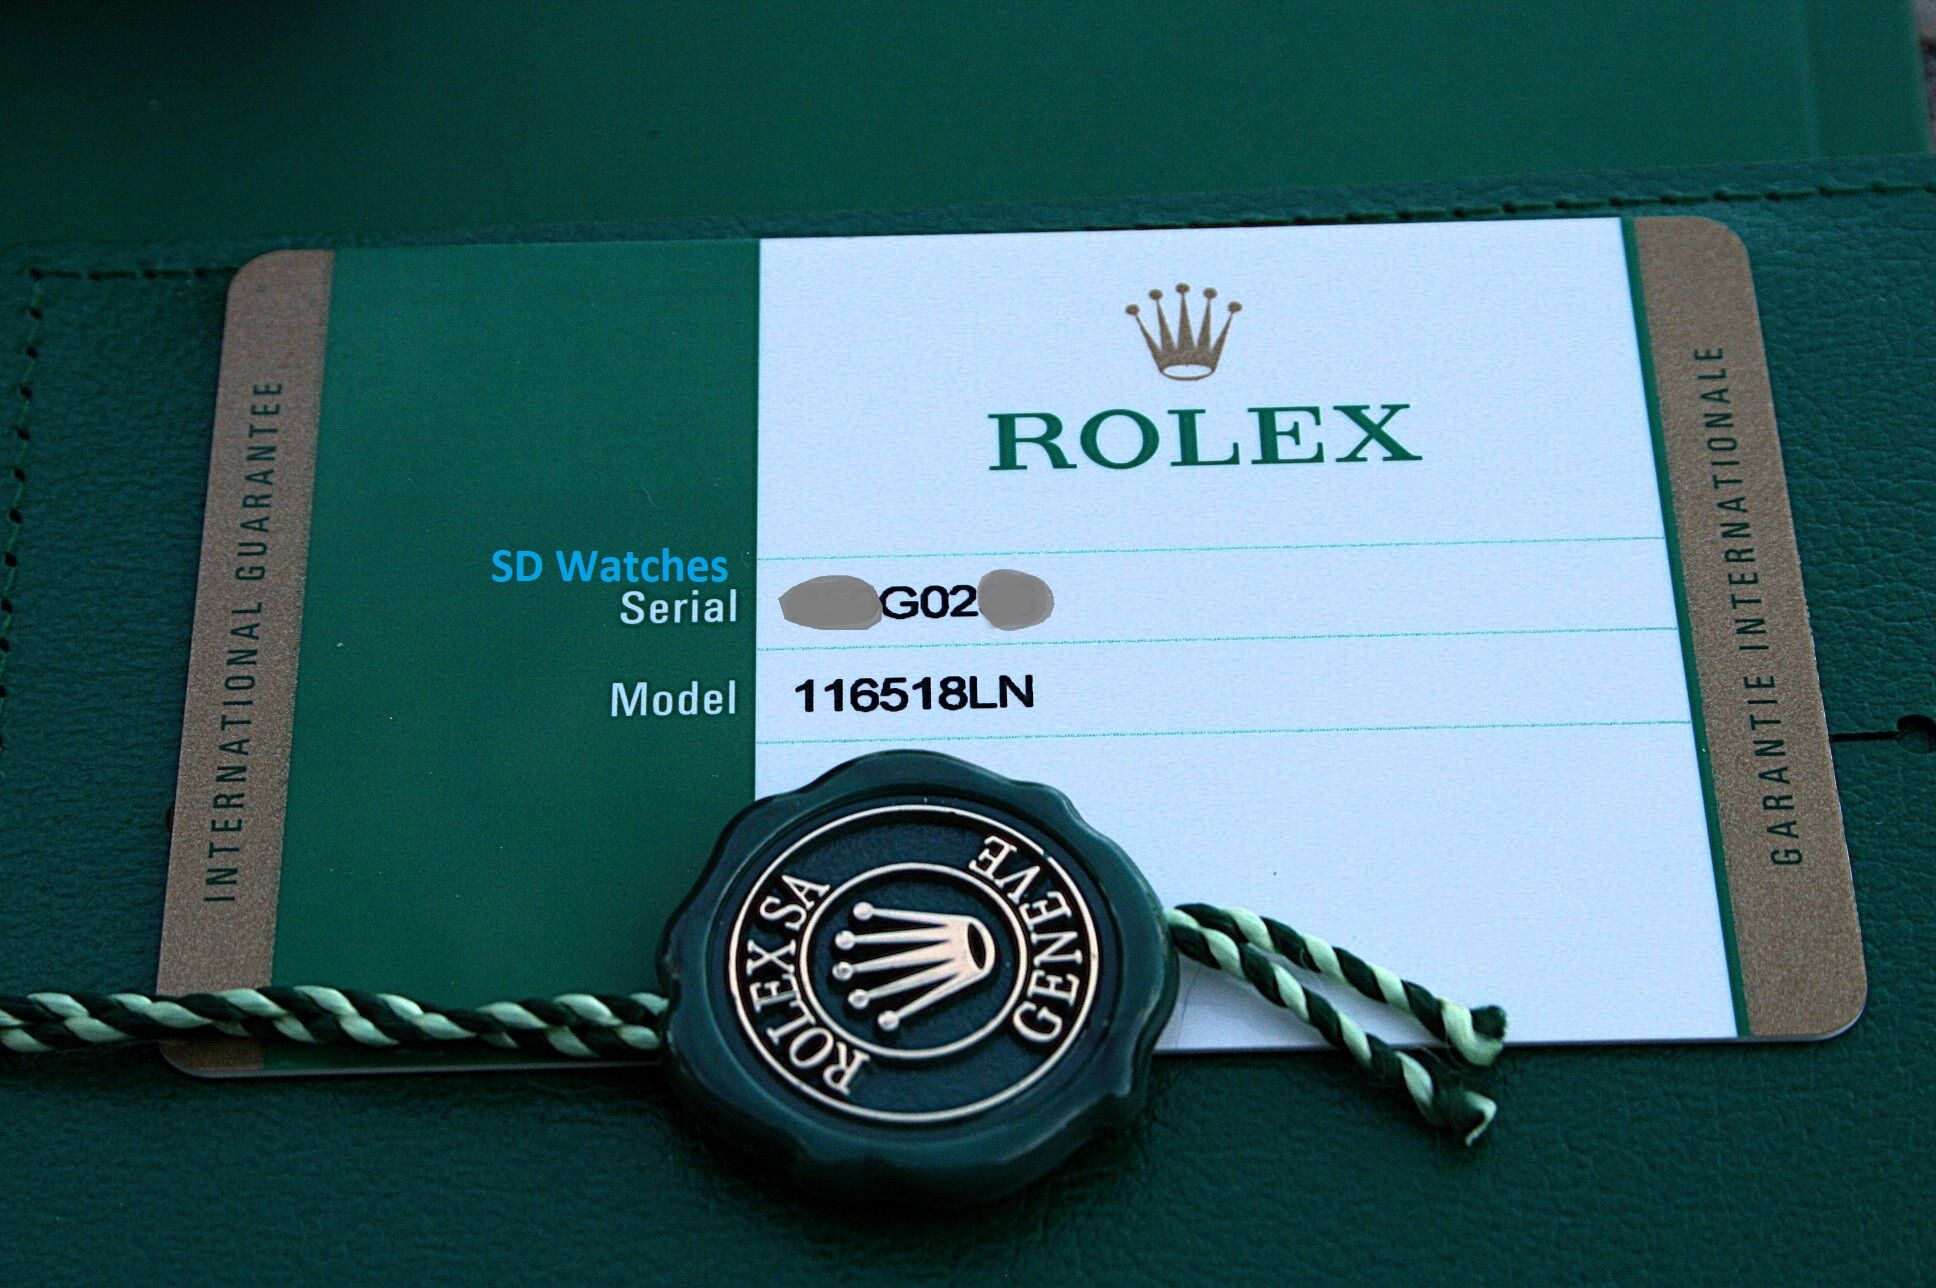 INTERNATIONAL GUARANTEE
ROLEX
SD Watches
Serial G02
Model 116518LN
GARANTIE INTERNATIONALE
ROLEX SA
GENEVE